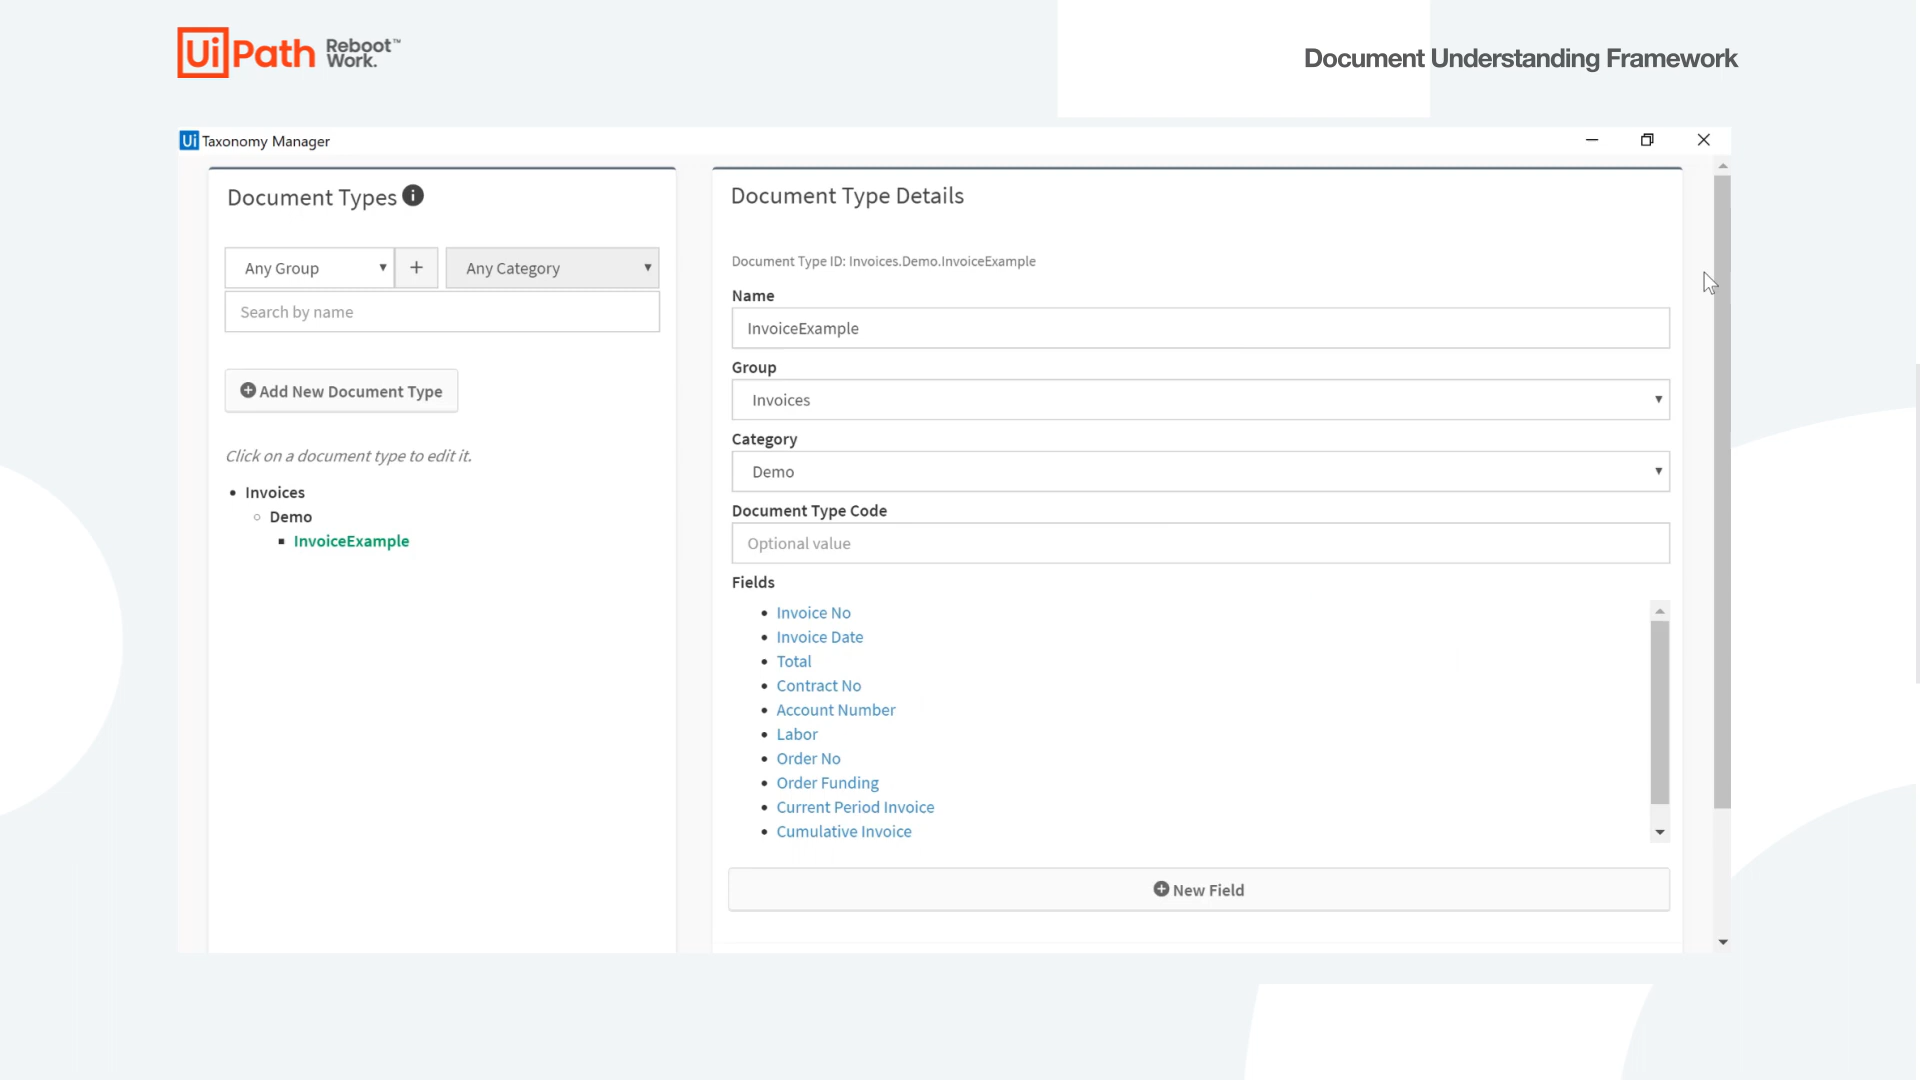 UiPath Reboot Work.™
Document Understanding Framework
Ui Taxonomy Manager
Document Types
Any Group
+
Any Category
Search by name
Add New Document Type
Click on a document type to edit it.
Invoices
Demo
InvoiceExample
Document Type Details
Document Type ID: Invoices.Demo.InvoiceExample
Name
InvoiceExample
Group
Invoices
Category
Demo
Document Type Code
Optional value
Fields
Invoice No
Invoice Date
Total
Contract No
Account Number
Labor
Order No
Order Funding
Current Period Invoice
Cumulative Invoice
New Field